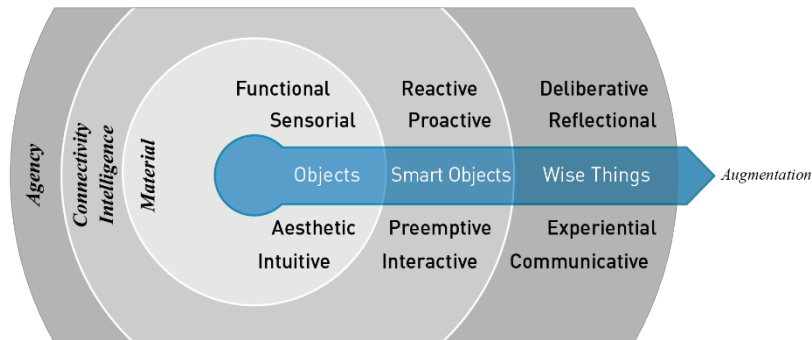 Agency
Connectivity
Intelligence
Material
Functional
Sensorial
Objects
Aesthetic
Intuitive
Reactive
Proactive
Smart Objects
Preemptive
Interactive
Deliberative
Reflectional
Wise Things
Experiential
Communicative
Augmentation